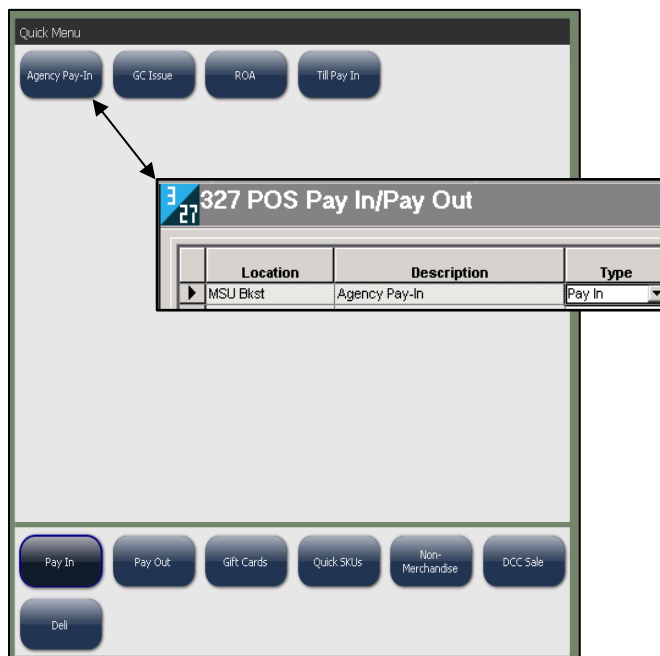 Quick Menu
Agency Pay-In GC Issue ROA Till Pay In
3
27
327 POS Pay In/Pay Out
Location Description Type
MSU Bkst Agency Pay-In Pay In
Pay In Pay Out Gift Cards Quick SKUs Non-
Merchandise DCC Sale
Deli